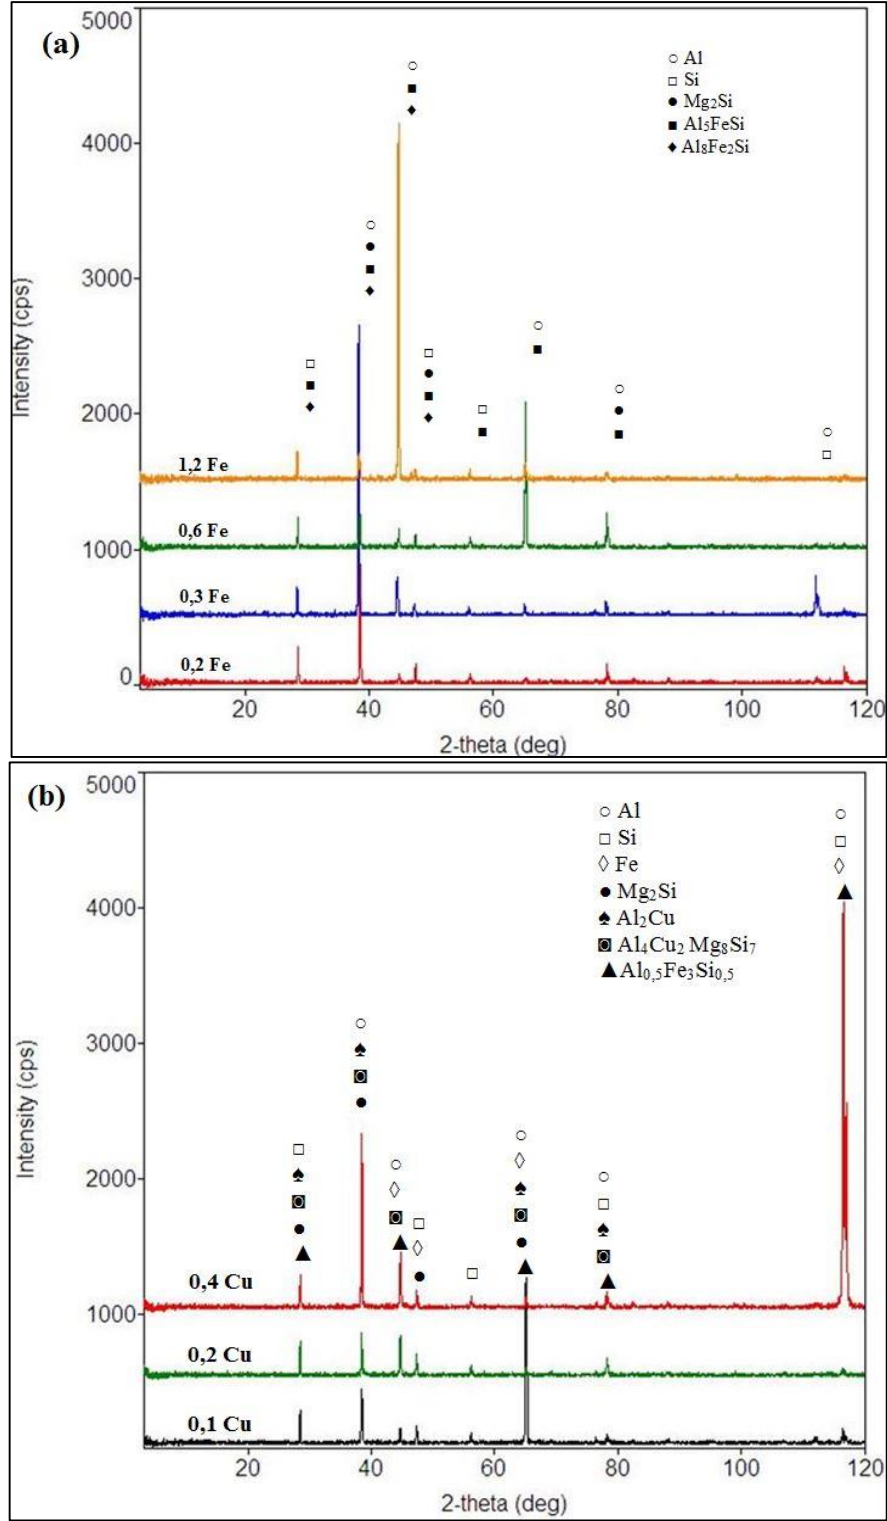 (a)
5000
4000
3000
2000
1000
0
Intensity (cps)
○ Al
□ Si
● Mg₂Si
■ Al₅FeSi
◆ Al₈Fe₂Si
1,2 Fe
0,6 Fe
0,3 Fe
0,2 Fe
20 40 60 80 100 120
2-theta (deg)
(b)
5000
4000
3000
2000
1000
Intensity (cps)
○ Al
□ Si
◊ Fe
● Mg₂Si
♠ Al₂Cu
◘ Al₄Cu₂ Mg₈Si₇
▲ Al₀,₅Fe₃Si₀,₅
0,4 Cu
0,2 Cu
0,1 Cu
20 40 60 80 100 120
2-theta (deg)